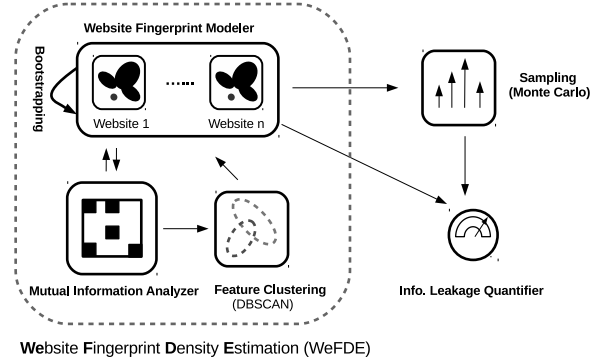 Website Fingerprint Modeler
Bootstrapping
Website 1
Website n
Sampling
(Monte Carlo)
Mutual Information Analyzer
Feature Clustering
(DBSCAN)
Info. Leakage Quantifier
Website Fingerprint Density Estimation (WeFDE)